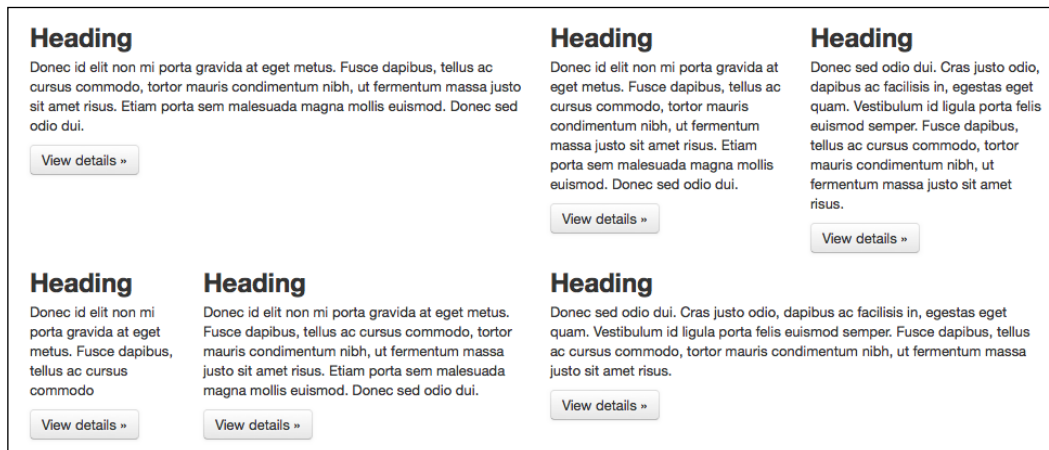 Heading
Donec id elit non mi porta gravida at eget metus. Fusce dapibus, tellus ac
cursus commodo, tortor mauris condimentum nibh, ut fermentum massa justo
sit amet risus. Etiam porta sem malesuada magna mollis euismod. Donec sed
odio dui.
View details »
Heading
Donec id elit non mi porta gravida at
eget metus. Fusce dapibus, tellus ac
cursus commodo, tortor mauris
condimentum nibh, ut fermentum
massa justo sit amet risus. Etiam
porta sem malesuada magna mollis
euismod. Donec sed odio dui.
View details »
Heading
Donec sed odio dui. Cras justo odio,
dapibus ac facilisis in, egestas eget
quam. Vestibulum id ligula porta felis
euismod semper. Fusce dapibus,
tellus ac cursus commodo, tortor
mauris condimentum nibh, ut
fermentum massa justo sit amet
risus.
View details »
Heading
Donec id elit non mi
porta gravida at eget
metus. Fusce dapibus,
tellus ac cursus
commodo
View details »
Heading
Donec id elit non mi porta gravida at eget metus.
Fusce dapibus, tellus ac cursus commodo, tortor
mauris condimentum nibh, ut fermentum massa
justo sit amet risus. Etiam porta sem malesuada
magna mollis euismod. Donec sed odio dui.
View details »
Heading
Donec sed odio dui. Cras justo odio, dapibus ac facilisis in, egestas eget
quam. Vestibulum id ligula porta felis euismod semper. Fusce dapibus, tellus
ac cursus commodo, tortor mauris condimentum nibh, ut fermentum massa
justo sit amet risus.
View details »